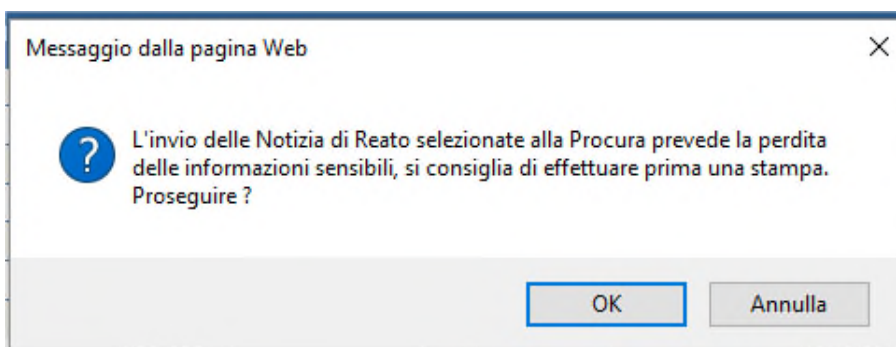 Messaggio dalla pagina Web
?
L'invio delle Notizia di Reato selezionate alla Procura prevede la perdita
delle informazioni sensibili, si consiglia di effettuare prima una stampa.
Proseguire ?
OK
Annulla